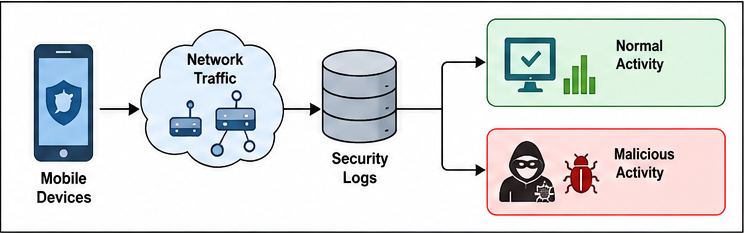 Mobile
Devices
Network
Traffic
Security
Logs
Normal
Activity
Malicious
Activity